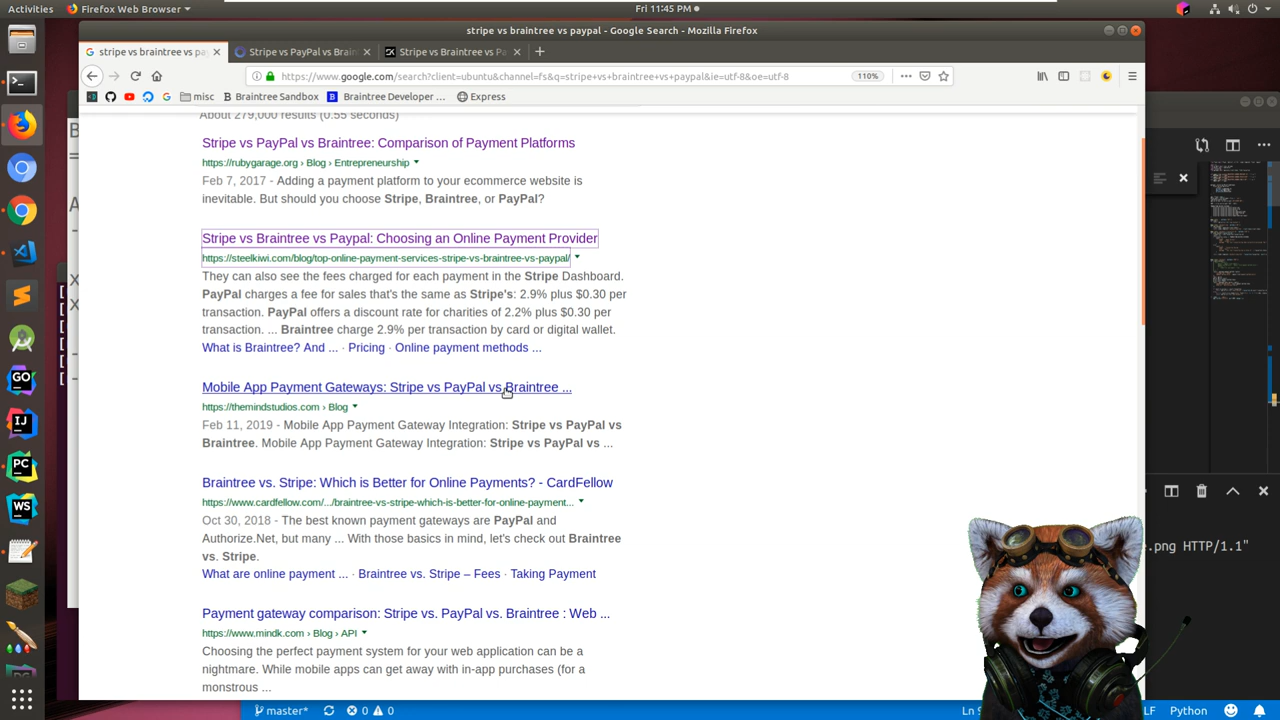 Activities
Firefox Web Browser
Fri 11:45 PM
stripe vs braintree vs paypal - Google Search - Mozilla Firefox
stripe vs braintree vs pay
Stripe vs PayPal vs Brain
Stripe vs Braintree vs Pa
https://www.google.com/search?client=ubuntu&channel=fs&q=stripe+vs+braintree+vs+paypal&ie=utf-8&oe=utf-8
110%
misc
Braintree Sandbox
Braintree Developer ...
Express
About 279,000 results (0.55 seconds)
Stripe vs PayPal vs Braintree: Comparison of Payment Platforms
https://rubygarage.org › Blog › Entrepreneurship
Feb 7, 2017 - Adding a payment platform to your ecommerce website is
inevitable. But should you choose Stripe, Braintree, or PayPal?
Stripe vs Braintree vs Paypal: Choosing an Online Payment Provider
https://steelkiwi.com/blog/top-online-payment-services-stripe-vs-braintree-vs-paypal/
They can also see the fees charged for each payment in the Stripe Dashboard.
PayPal charges a fee for sales that's the same as Stripe's: 2.9% plus $0.30 per
transaction. PayPal offers a discount rate for charities of 2.2% plus $0.30 per
transaction. ... Braintree charge 2.9% per transaction by card or digital wallet.
What is Braintree? And ... · Pricing · Online payment methods ...
Mobile App Payment Gateways: Stripe vs PayPal vs Braintree ...
https://themindstudios.com › Blog
Feb 11, 2019 - Mobile App Payment Gateway Integration: Stripe vs PayPal vs
Braintree. Mobile App Payment Gateway Integration: Stripe vs PayPal vs ...
Braintree vs. Stripe: Which is Better for Online Payments? - CardFellow
https://www.cardfellow.com/.../braintree-vs-stripe-which-is-better-for-online-payment...
Oct 30, 2018 - The best known payment gateways are PayPal and
Authorize.Net, but many ... With those basics in mind, let's check out Braintree
vs. Stripe.
What are online payment ... · Braintree vs. Stripe – Fees · Taking Payment
Payment gateway comparison: Stripe vs. PayPal vs. Braintree : Web ...
https://www.mindk.com › Blog › API
Choosing the perfect payment system for your web application can be a
nightmare. While mobile apps can get away with in-app purchases (for a
monstrous ...
.png HTTP/1.1"
GO
IJ
PC
WS
master*
0
0
LF
Python